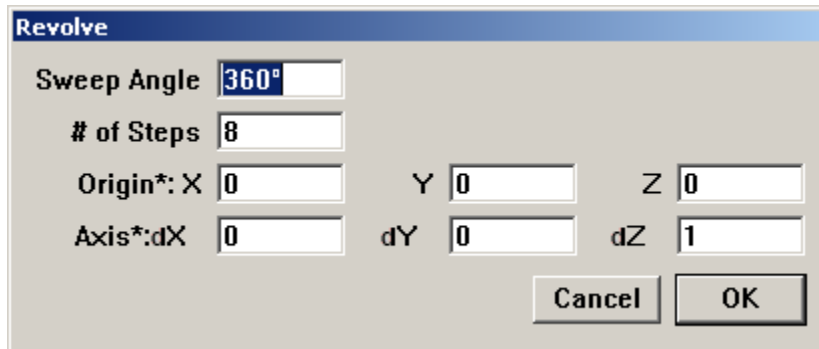 Revolve
Sweep Angle 360°
# of Steps 8
Origin*: X 0 Y 0 Z 0
Axis*:dX 0 dY 0 dZ 1
Cancel OK